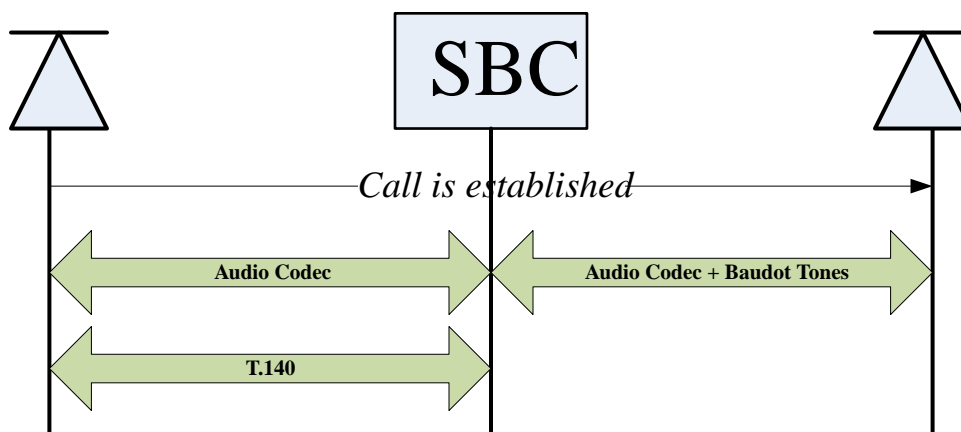 SBC
Call is established
Audio Codec
Audio Codec + Baudot Tones
T.140